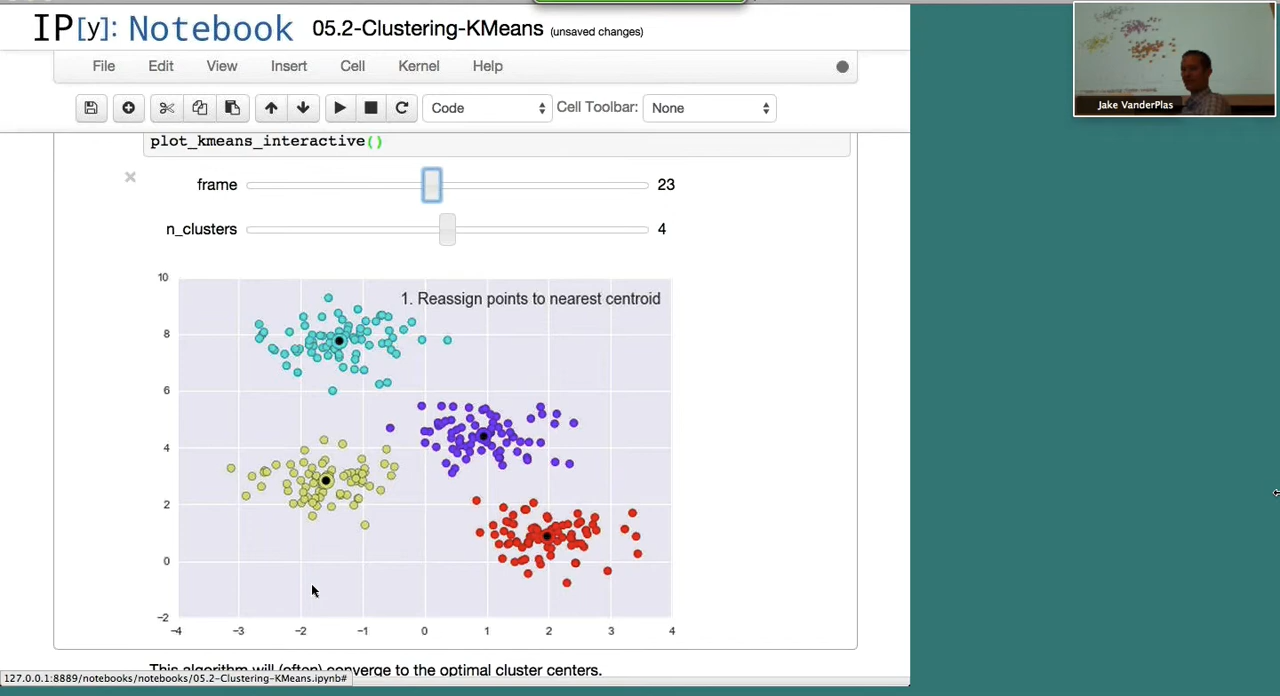 IP[y]: Notebook 05.2-Clustering-KMeans (unsaved changes)
Jake VanderPlas
File Edit View Insert Cell Kernel Help
Code Cell Toolbar: None
plot_kmeans_interactive()
frame 23
n_clusters 4
1. Reassign points to nearest centroid
10
8
6
4
2
0
−2
−4 −3 −2 −1 0 1 2 3 4
This algorithm will (often) converge to the optimal cluster centers.
127.0.0.1:8889/notebooks/notebooks/05.2-Clustering-KMeans.ipynb#